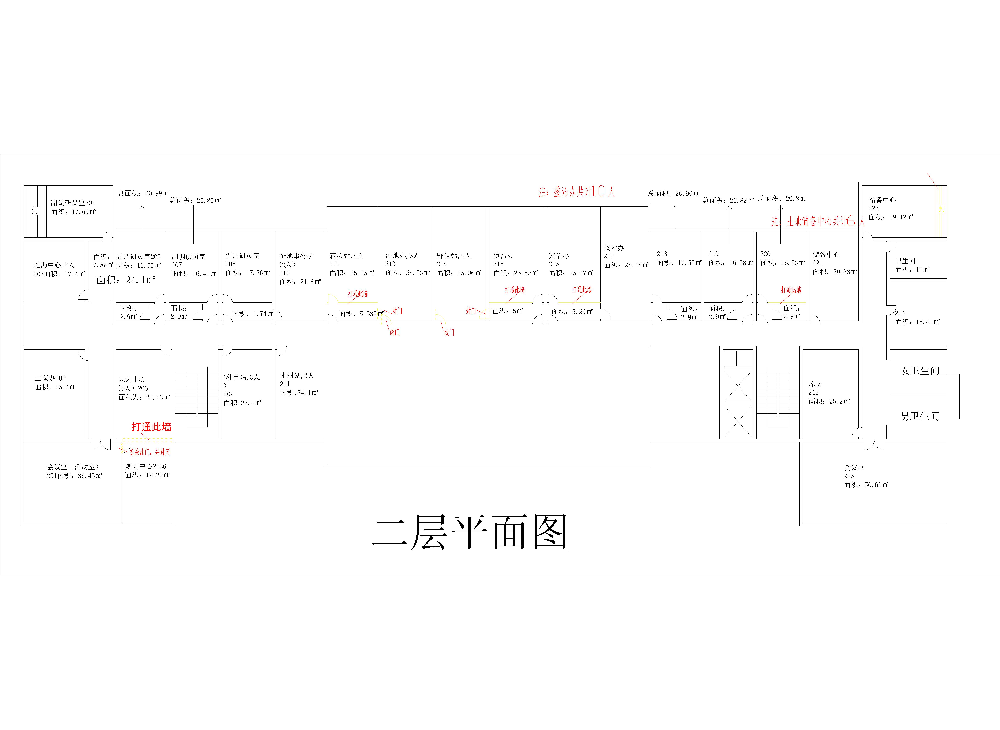 注：整治办共计10人
总面积：20.99㎡
总面积：20.85㎡
总面积：20.96㎡
总面积：20.82㎡
总面积：20.8㎡
注：土地储备中心共计6人
副调研员室204
面积：17.69㎡
封
储备中心
223
面积：19.42㎡
封
地勘中心,2人
203面积：17.4㎡
面积：
7.89㎡
面积：24.1㎡
副调研员室205
面积：16.55㎡
副调研员室
207
面积：16.41㎡
副调研员室
208
面积：17.56㎡
征地事务所
(2人）
210
面积：21.8㎡
森检站,4人
212
面积：25.25㎡
湿地办,3人
213
面积：24.56㎡
野保站,4人
214
面积：25.96㎡
整治办
215
面积：25.89㎡
整治办
216
面积：25.47㎡
整治办
217
面积：25.45㎡
218
面积：16.52㎡
219
面积：16.38㎡
220
面积：16.36㎡
储备中心
221
面积：20.83㎡
卫生间
面积：11㎡
224
面积：16.41㎡
打通此墙
打通此墙
打通此墙
打通此墙
面积：
2.9㎡
面积：
2.9㎡
面积：4.74㎡
面积：5.535㎡
封门
改门
改门
封门
面积：5㎡
面积：5.29㎡
面积：
2.9㎡
面积：
2.9㎡
面积：
2.9㎡
三调办202
面积：25.4㎡
规划中心
(5人）206
面积为：23.56㎡
(种苗站,3人
）
209
面积:23.4㎡
木材站,3人
211
面积:24.1㎡
库房
215
面积：25.2㎡
女卫生间
男卫生间
打通此墙
拆除此门，并封闭
会议室（活动室）
201面积：36.45㎡
规划中心2236
面积：19.26㎡
会议室
226
面积：50.63㎡
二层平面图